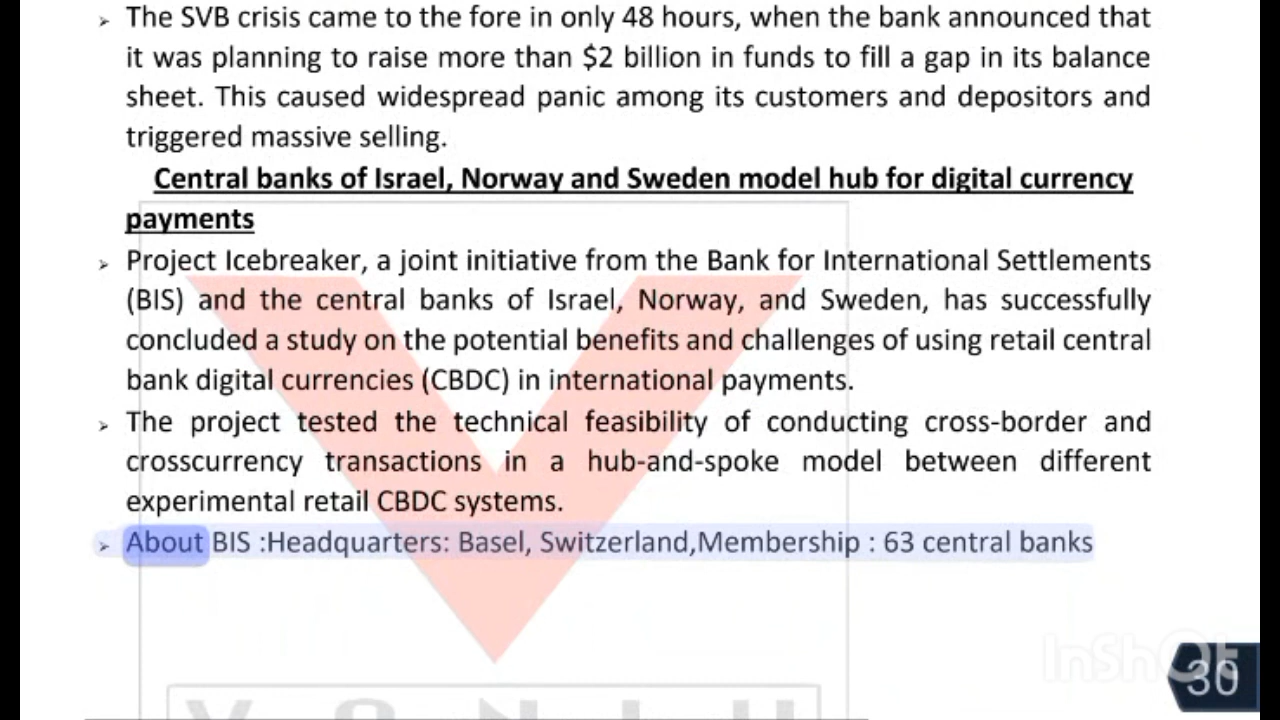 ➢ The SVB crisis came to the fore in only 48 hours, when the bank announced that
it was planning to raise more than $2 billion in funds to fill a gap in its balance
sheet. This caused widespread panic among its customers and depositors and
triggered massive selling.
Central banks of Israel, Norway and Sweden model hub for digital currency
payments
➢ Project Icebreaker, a joint initiative from the Bank for International Settlements
(BIS) and the central banks of Israel, Norway, and Sweden, has successfully
concluded a study on the potential benefits and challenges of using retail central
bank digital currencies (CBDC) in international payments.
➢ The project tested the technical feasibility of conducting cross-border and
crosscurrency transactions in a hub-and-spoke model between different
experimental retail CBDC systems.
➢ About BIS :Headquarters: Basel, Switzerland,Membership : 63 central banks
InShOt
30